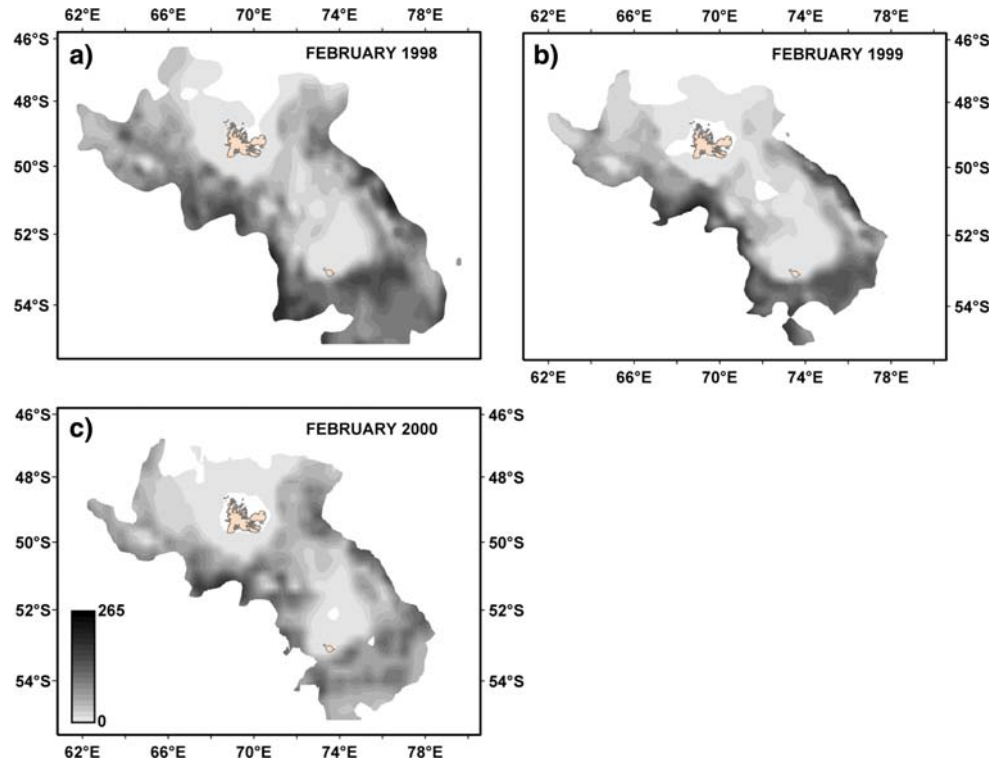 62°E 66°E 70°E 74°E 78°E 62°E 66°E 70°E 74°E 78°E
46°S a) FEBRUARY 1998 b) FEBRUARY 1999 46°S
48°S 48°S
50°S 50°S
52°S 52°S
54°S 54°S
62°E 66°E 70°E 74°E 78°E
46°S c) FEBRUARY 2000 46°S
48°S 48°S
50°S 50°S
52°S 265 52°S
54°S 54°S
0
62°E 66°E 70°E 74°E 78°E